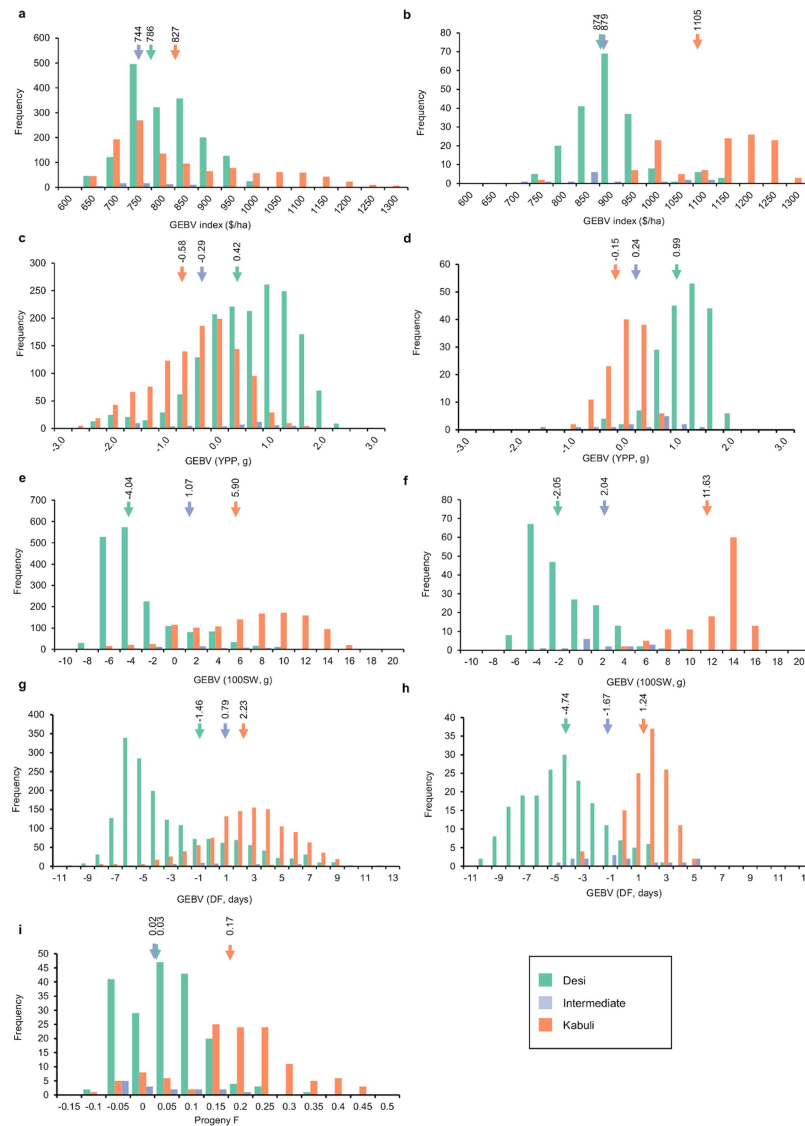 a
744
786
827
600
500
400
300
200
100
0
Frequency
600 650 700 750 800 850 900 950 1000 1050 1100 1150 1200 1250 1300
GEBV index ($/ha)
b
874
879
1105
80
70
60
50
40
30
20
10
0
Frequency
600 650 700 750 800 850 900 950 1000 1050 1100 1150 1200 1250 1300
GEBV index ($/ha)
c
-0.58
-0.29
0.42
300
250
200
150
100
50
0
Frequency
-3.0 -2.0 -1.0 0.0 1.0 2.0 3.0
GEBV (YPP, g)
d
-0.15
0.24
0.99
60
50
40
30
20
10
0
Frequency
-3.0 -2.0 -1.0 0.0 1.0 2.0 3.0
GEBV (YPP, g)
e
-4.04
1.07
5.90
700
600
500
400
300
200
100
0
Frequency
-10 -8 -6 -4 -2 0 2 4 6 8 10 12 14 16 18 20
GEBV (100SW, g)
f
-2.05
2.04
11.63
80
70
60
50
40
30
20
10
0
Frequency
-10 -8 -6 -4 -2 0 2 4 6 8 10 12 14 16 18 20
GEBV (100SW, g)
g
-1.46
0.79
2.23
400
350
300
250
200
150
100
50
0
Frequency
-11 -9 -7 -5 -3 -1 1 3 5 7 9 11 13
GEBV (DF, days)
h
-4.74
-1.67
1.24
40
35
30
25
20
15
10
5
0
Frequency
-11 -9 -7 -5 -3 -1 1 3 5 7 9 11
GEBV (DF, days)
i
0.02
0.03
0.17
50
45
40
35
30
25
20
15
10
5
0
Frequency
-0.15 -0.1 -0.05 0 0.05 0.1 0.15 0.2 0.25 0.3 0.35 0.4 0.45 0.5
Progeny F
Desi
Intermediate
Kabuli